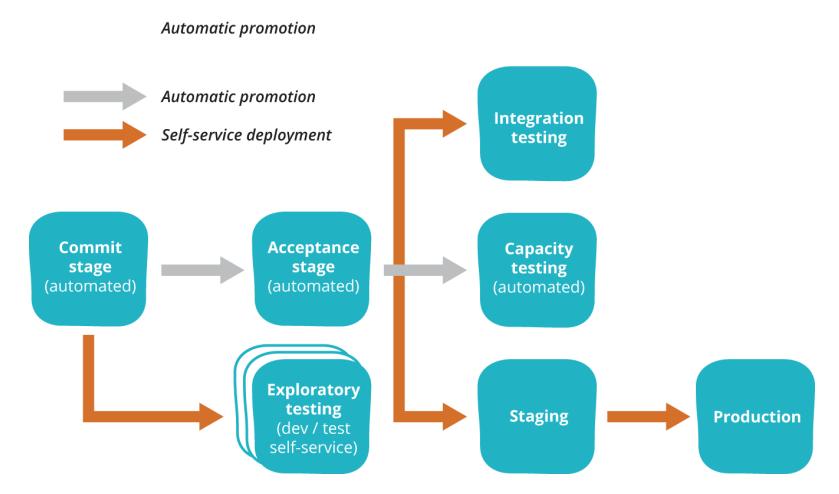 Automatic promotion
Automatic promotion
Self-service deployment
Integration
testing
Commit
stage
(automated)
Acceptance
stage
(automated)
Capacity
testing
(automated)
Exploratory
testing
(dev / test
self-service)
Staging
Production